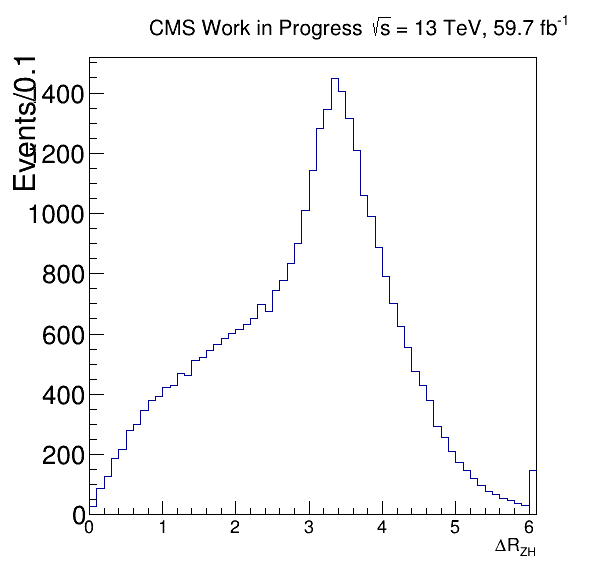 CMS Work in Progress √s = 13 TeV, 59.7 fb⁻¹
Events/0.1
1400
1200
1000
800
600
400
200
0
0 1 2 3 4 5 6
ΔR_ZH